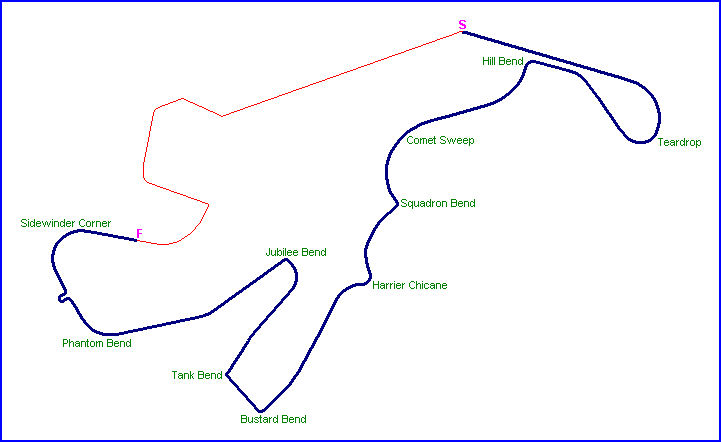 S
Hill Bend
Comet Sweep
Teardrop
Squadron Bend
Sidewinder Corner
F
Jubilee Bend
Harrier Chicane
Phantom Bend
Tank Bend
Bustard Bend